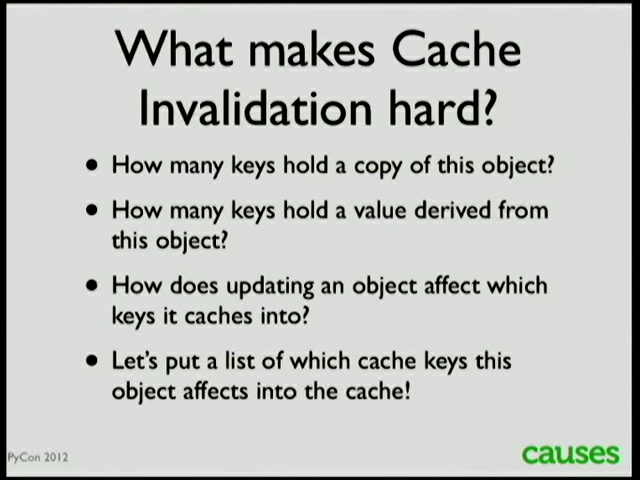 What makes Cache
Invalidation hard?
• How many keys hold a copy of this object?
• How many keys hold a value derived from
this object?
• How does updating an object affect which
keys it caches into?
• Let's put a list of which cache keys this
object affects into the cache!
PyCon 2012
causes